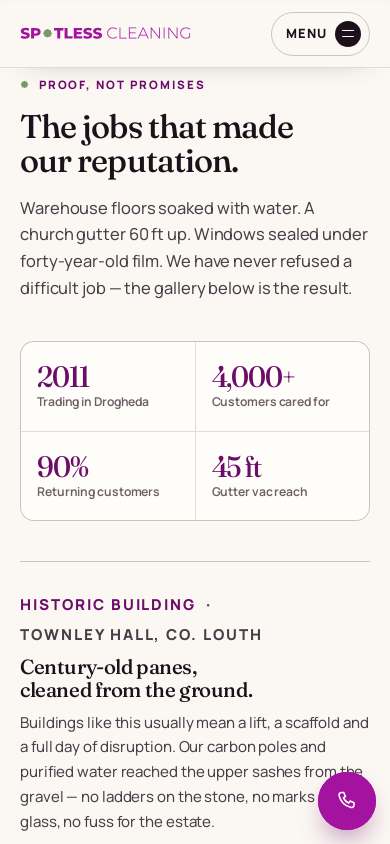 SPOTLESS CLEANING
MENU
PROOF, NOT PROMISES
The jobs that made
our reputation.
Warehouse floors soaked with water. A
church gutter 60 ft up. Windows sealed under
forty-year-old film. We have never refused a
difficult job — the gallery below is the result.
2011
Trading in Drogheda
4,000+
Customers cared for
90%
Returning customers
45 ft
Gutter vac reach
HISTORIC BUILDING ·
TOWNLEY HALL, CO. LOUTH
Century-old panes,
cleaned from the ground.
Buildings like this usually mean a lift, a scaffold and
a full day of disruption. Our carbon poles and
purified water reached the upper sashes from the
gravel — no ladders on the stone, no marks
glass, no fuss for the estate.